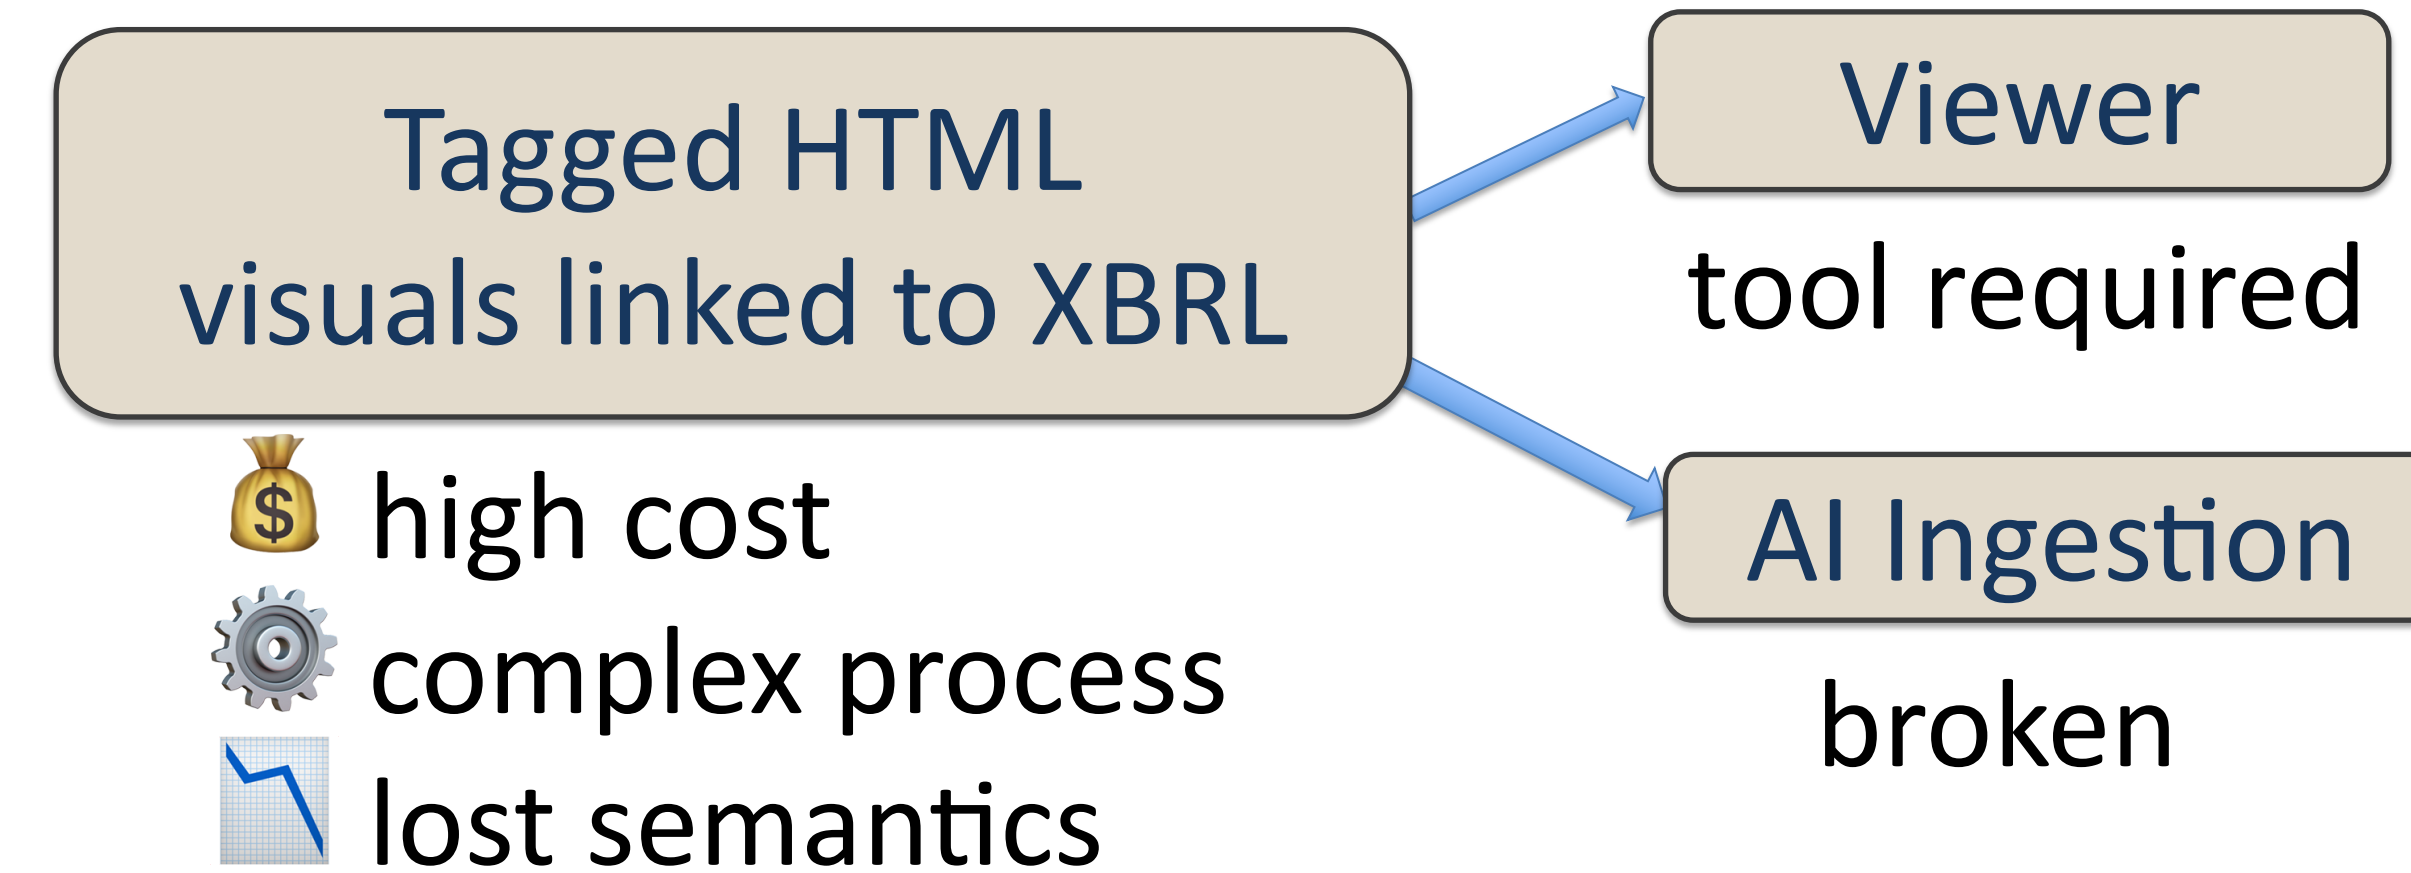 Tagged HTML
visuals linked to XBRL
$ high cost
complex process
lost semantics
Viewer
tool required
AI Ingestion
broken